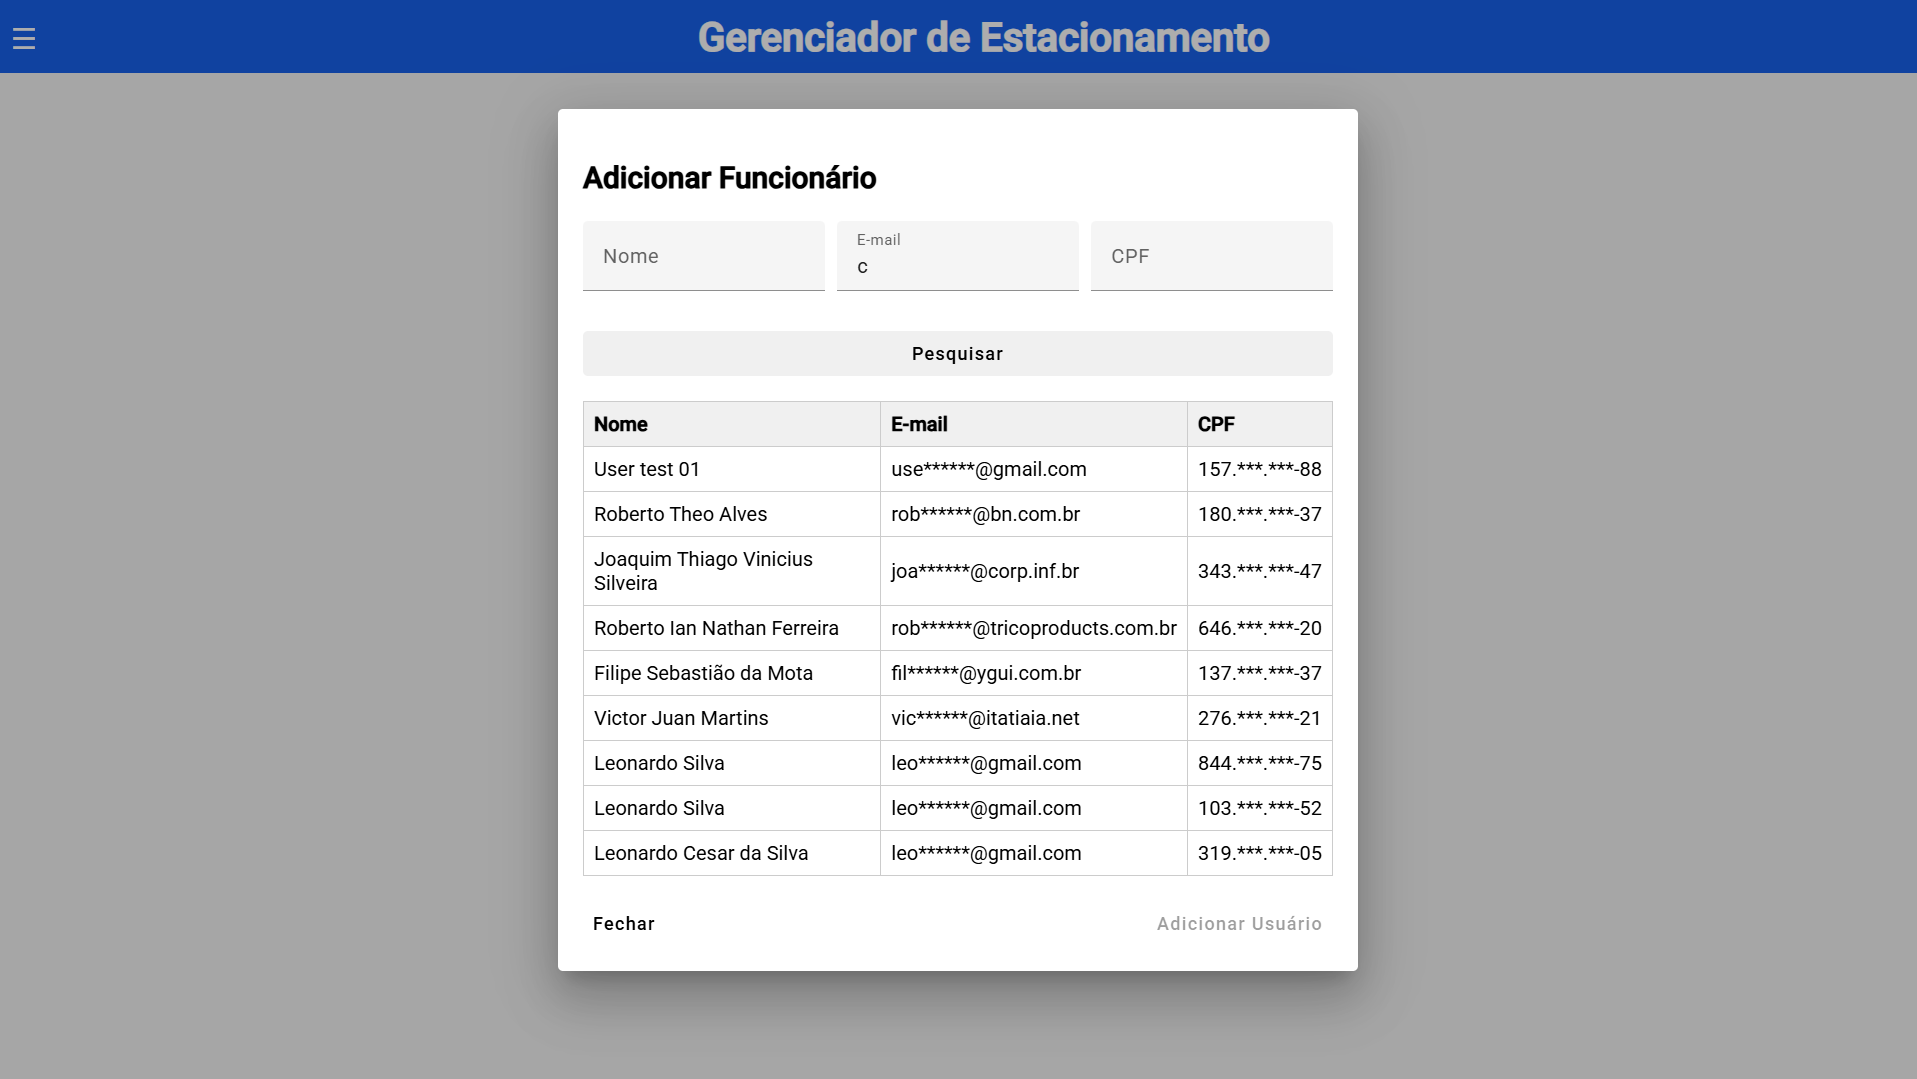 ☰ Gerenciador de Estacionamento
Adicionar Funcionário
Nome
E-mail
c
CPF
Pesquisar
Nome E-mail CPF
User test 01 use******@gmail.com 157.***.***-88
Roberto Theo Alves rob******@bn.com.br 180.***.***-37
Joaquim Thiago Vinicius
Silveira joa******@corp.inf.br 343.***.***-47
Roberto Ian Nathan Ferreira rob******@tricoproducts.com.br 646.***.***-20
Filipe Sebastião da Mota fil******@ygui.com.br 137.***.***-37
Victor Juan Martins vic******@itatiaia.net 276.***.***-21
Leonardo Silva leo******@gmail.com 844.***.***-75
Leonardo Silva leo******@gmail.com 103.***.***-52
Leonardo Cesar da Silva leo******@gmail.com 319.***.***-05
Fechar Adicionar Usuário